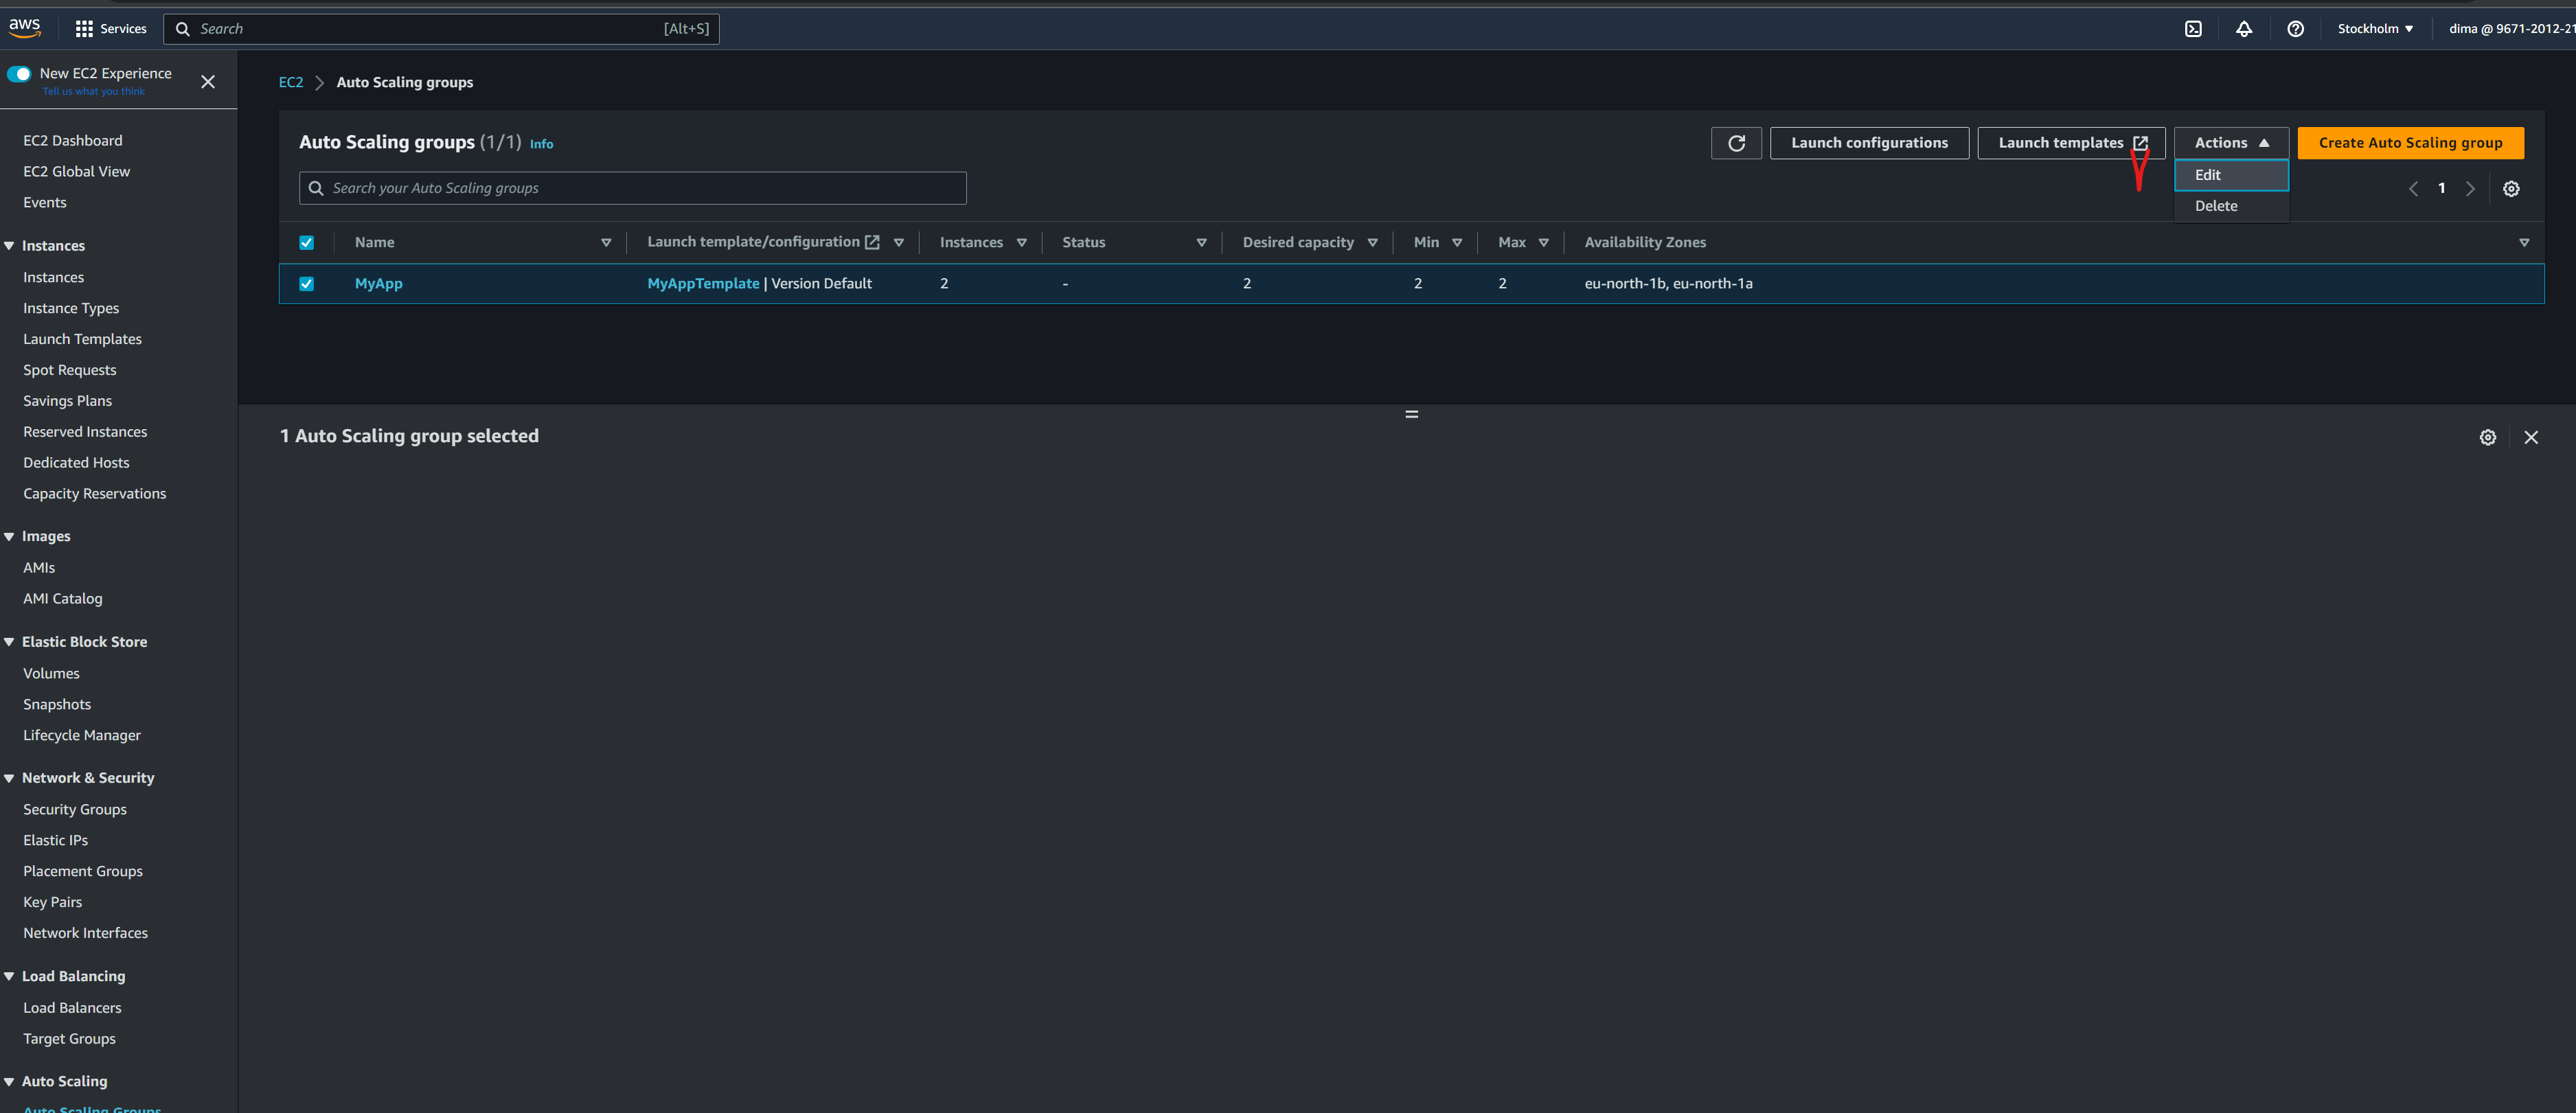 aws
Services
Search
[Alt+S]
Stockholm
dima @ 9671-2012-21
New EC2 Experience
Tell us what you think
EC2 Dashboard
EC2 Global View
Events
Instances
Instances
Instance Types
Launch Templates
Spot Requests
Savings Plans
Reserved Instances
Dedicated Hosts
Capacity Reservations
Images
AMIs
AMI Catalog
Elastic Block Store
Volumes
Snapshots
Lifecycle Manager
Network & Security
Security Groups
Elastic IPs
Placement Groups
Key Pairs
Network Interfaces
Load Balancing
Load Balancers
Target Groups
Auto Scaling
Auto Scaling Groups
EC2 Auto Scaling groups
Auto Scaling groups (1/1) Info
Launch configurations
Launch templates
Actions
Create Auto Scaling group
Edit
Delete
Search your Auto Scaling groups
1
Name Launch template/configuration Instances Status Desired capacity Min Max Availability Zones
MyApp MyAppTemplate | Version Default 2 - 2 2 2 eu-north-1b, eu-north-1a
1 Auto Scaling group selected